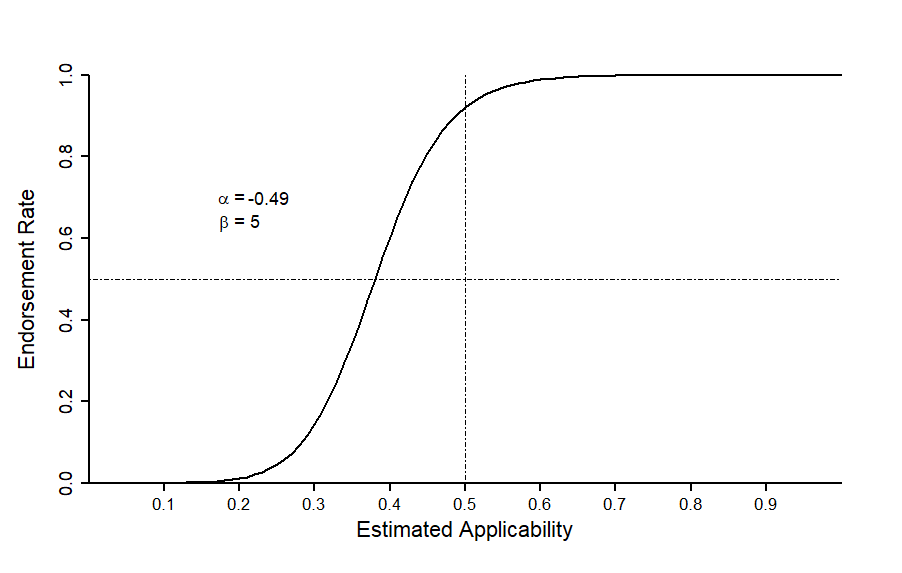 1.0
0.8
α = -0.49
β = 5
0.6
0.4
0.2
0.0
Endorsement Rate
0.1 0.2 0.3 0.4 0.5 0.6 0.7 0.8 0.9
Estimated Applicability